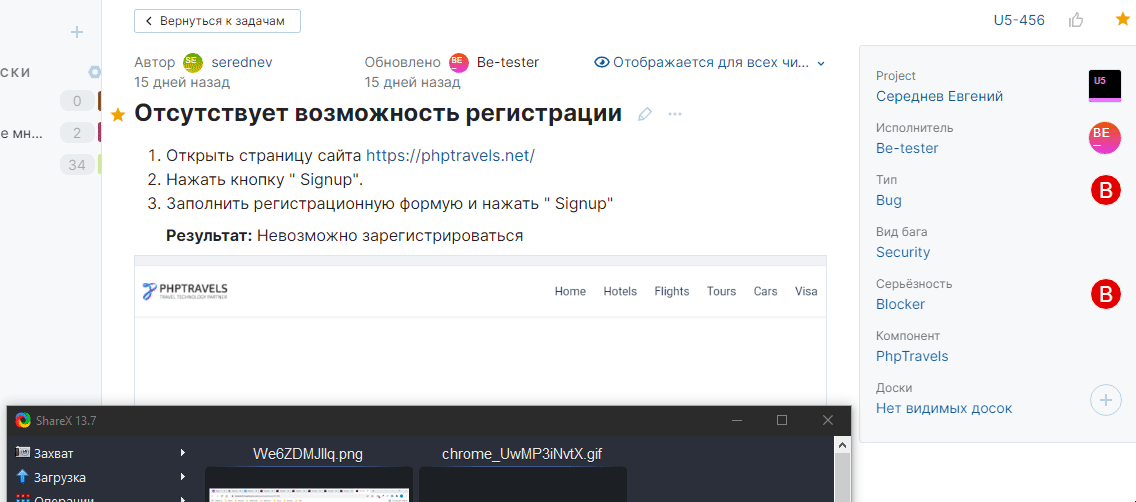 Вернуться к задачам
U5-456
ски
0
е мн...
2
34
Автор SE serednev
15 дней назад
Обновлено BE Be-tester
15 дней назад
Отображается для всех чи...
Отсутствует возможность регистрации
1. Открыть страницу сайта https://phptravels.net/
2. Нажать кнопку " Signup".
3. Заполнить регистрационную формую и нажать " Signup"
Результат: Невозможно зарегистрироваться
PHPTRAVELS
TRAVEL TECHNOLOGY PARTNER
Home Hotels Flights Tours Cars Visa
Project
Середнев Евгений
U5
Исполнитель
Be-tester
BE
Тип
Bug
B
Вид бага
Security
Серьёзность
Blocker
B
Компонент
PhpTravels
Доски
Нет видимых досок
ShareX 13.7
Захват
Загрузка
Операции
We6ZDMJllq.png
chrome_UwMP3iNvtX.gif